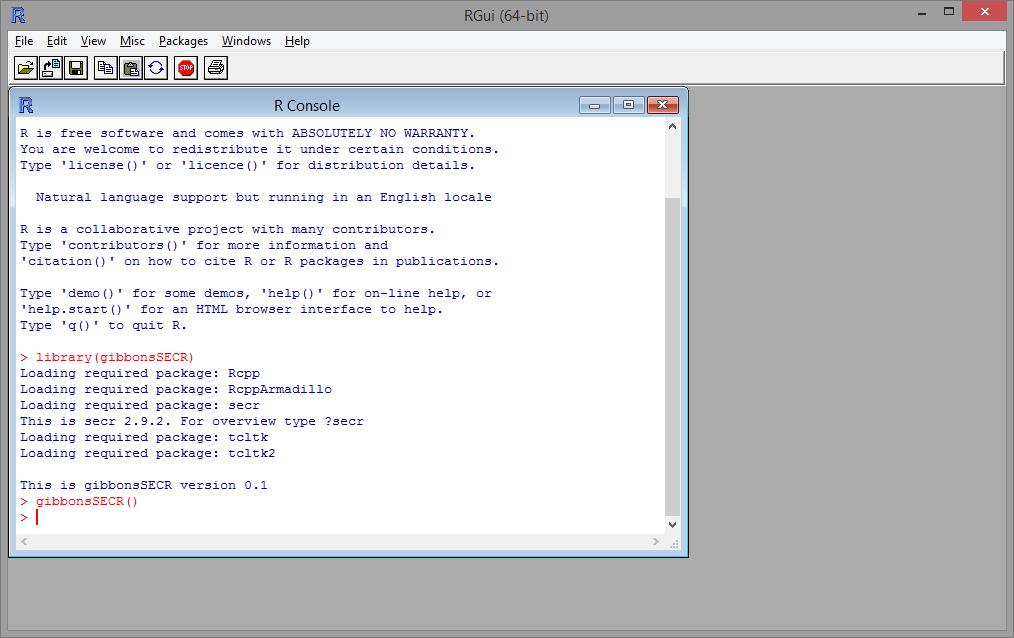 RGui (64-bit)
File Edit View Misc Packages Windows Help
STOP
R Console
R is free software and comes with ABSOLUTELY NO WARRANTY.
You are welcome to redistribute it under certain conditions.
Type 'license()' or 'licence()' for distribution details.
Natural language support but running in an English locale
R is a collaborative project with many contributors.
Type 'contributors()' for more information and
'citation()' on how to cite R or R packages in publications.
Type 'demo()' for some demos, 'help()' for on-line help, or
'help.start()' for an HTML browser interface to help.
Type 'q()' to quit R.
> library(gibbonsSECR)
Loading required package: Rcpp
Loading required package: RcppArmadillo
Loading required package: secr
This is secr 2.9.2. For overview type ?secr
Loading required package: tcltk
Loading required package: tcltk2
This is gibbonsSECR version 0.1
> gibbonsSECR()
>